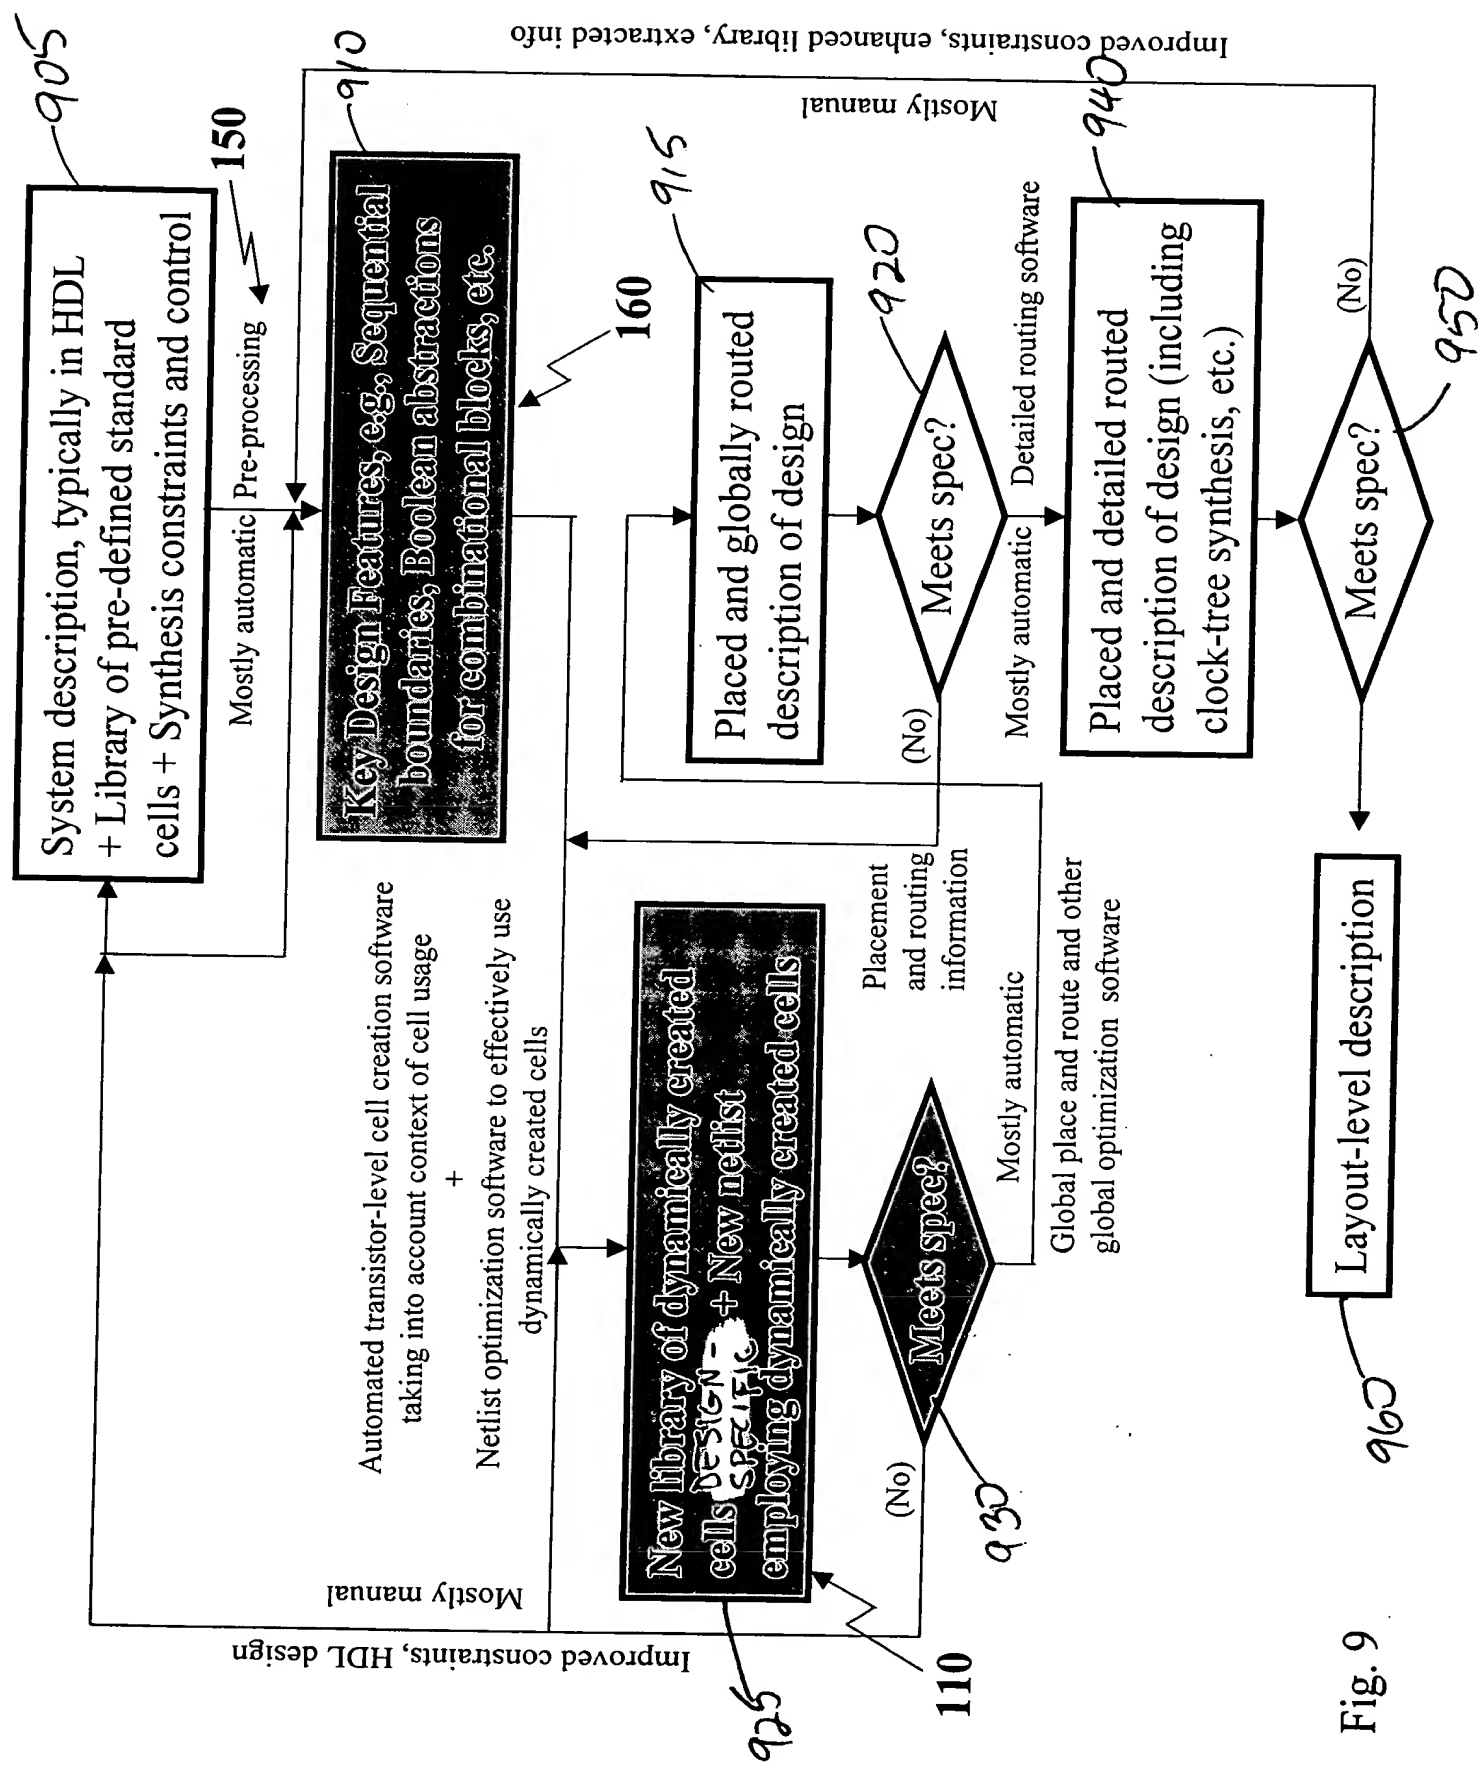 905
System description, typically in HDL
+ Library of pre-defined standard
cells + Synthesis constraints and control
150
Mostly automatic
Pre-processing
910
Key Design Features, e.g., Sequential
boundaries, Boolean abstractions
for combinational blocks, etc.
160
Automated transistor-level cell creation software
taking into account context of cell usage
+
Netlist optimization software to effectively use
dynamically created cells
Mostly manual
Improved constraints, HDL design
New library of dynamically created
cells DESIGN- + New netlist
SPECIFIC
employing dynamically created cells
925
110
Meets spec?
930
(No)
Mostly automatic
Global place and route and other
global optimization software
915
Placed and globally routed
description of design
920
Meets spec?
(No)
Placement
and routing
information
Mostly automatic
Detailed routing software
940
Placed and detailed routed
description of design (including
clock-tree synthesis, etc.)
Meets spec?
950
(No)
Mostly manual
Improved constraints, enhanced library, extracted info
Layout-level description
960
Fig. 9